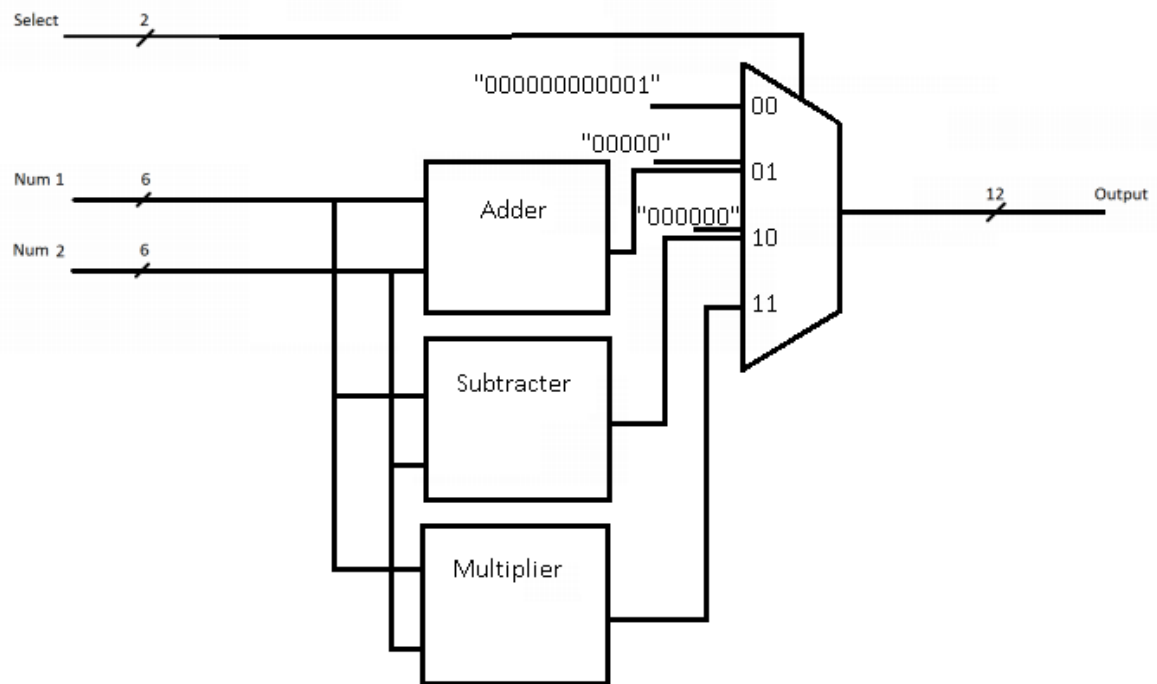 Select 2
"000000000001"
00
"00000"
01
Num 1 6
Adder
"000000"
12 Output
10
Num 2 6
11
Subtracter
Multiplier